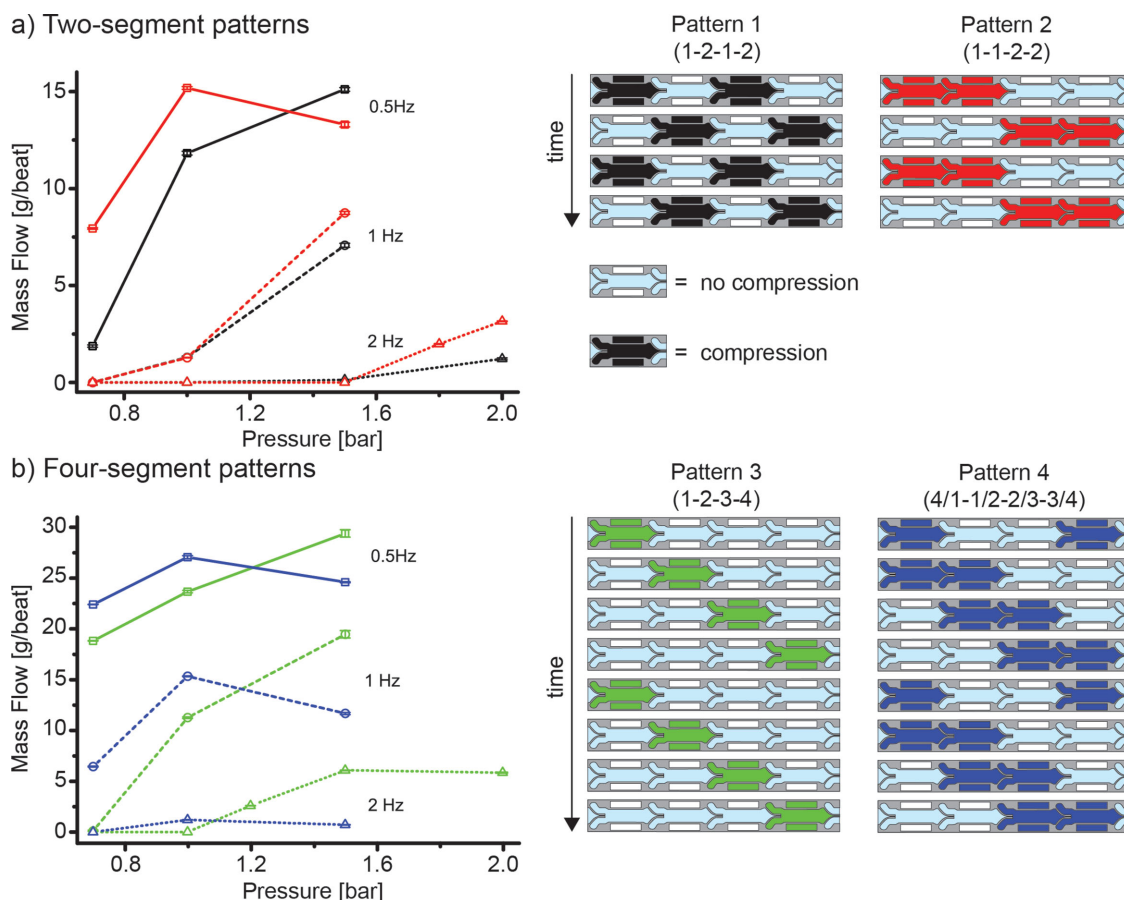 a) Two-segment patterns
Mass Flow [g/beat]
15
10
5
0
0.8
1.2
1.6
2.0
Pressure [bar]
0.5Hz
1 Hz
2 Hz
Pattern 1
(1-2-1-2)
Pattern 2
(1-1-2-2)
time
= no compression
= compression
b) Four-segment patterns
Mass Flow [g/beat]
30
25
20
15
10
5
0
0.8
1.2
1.6
2.0
Pressure [bar]
0.5Hz
1 Hz
2 Hz
Pattern 3
(1-2-3-4)
Pattern 4
(4/1-1/2-2/3-3/4)
time